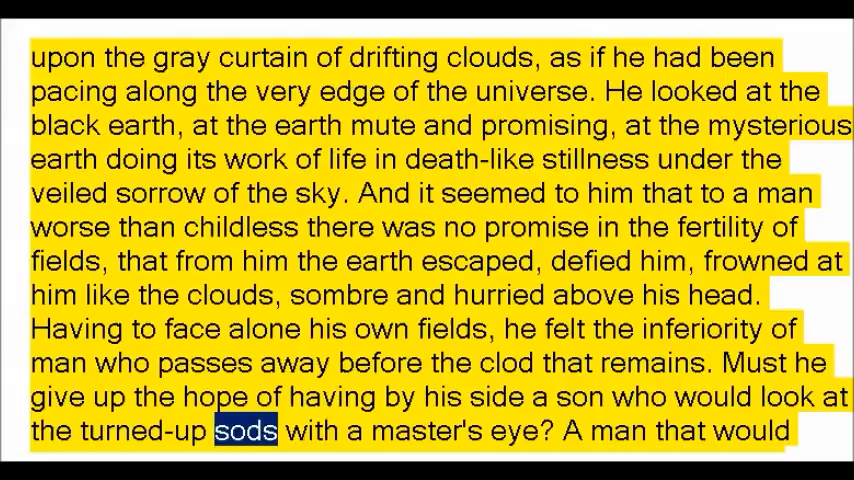 upon the gray curtain of drifting clouds, as if he had been
pacing along the very edge of the universe. He looked at the
black earth, at the earth mute and promising, at the mysterious
earth doing its work of life in death-like stillness under the
veiled sorrow of the sky. And it seemed to him that to a man
worse than childless there was no promise in the fertility of
fields, that from him the earth escaped, defied him, frowned at
him like the clouds, sombre and hurried above his head.
Having to face alone his own fields, he felt the inferiority of
man who passes away before the clod that remains. Must he
give up the hope of having by his side a son who would look at
the turned-up sods with a master's eye? A man that would